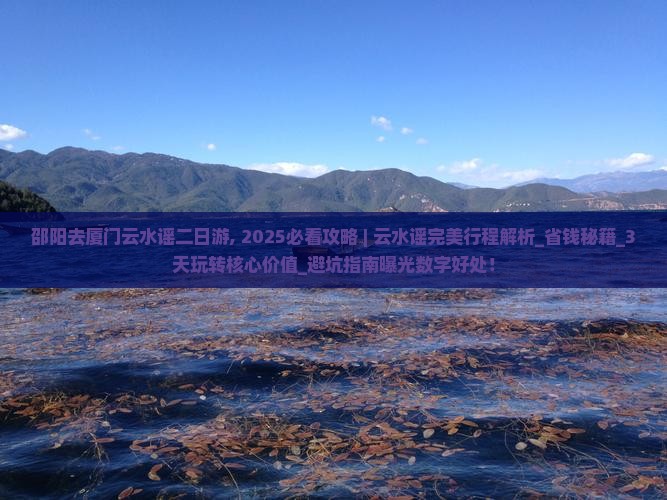 邵阳去厦门云水谣二日游, 2025必看攻略 | 云水谣完美行程解析_省钱秘籍_3
天玩转核心价值_避坑指南曝光数字好处!